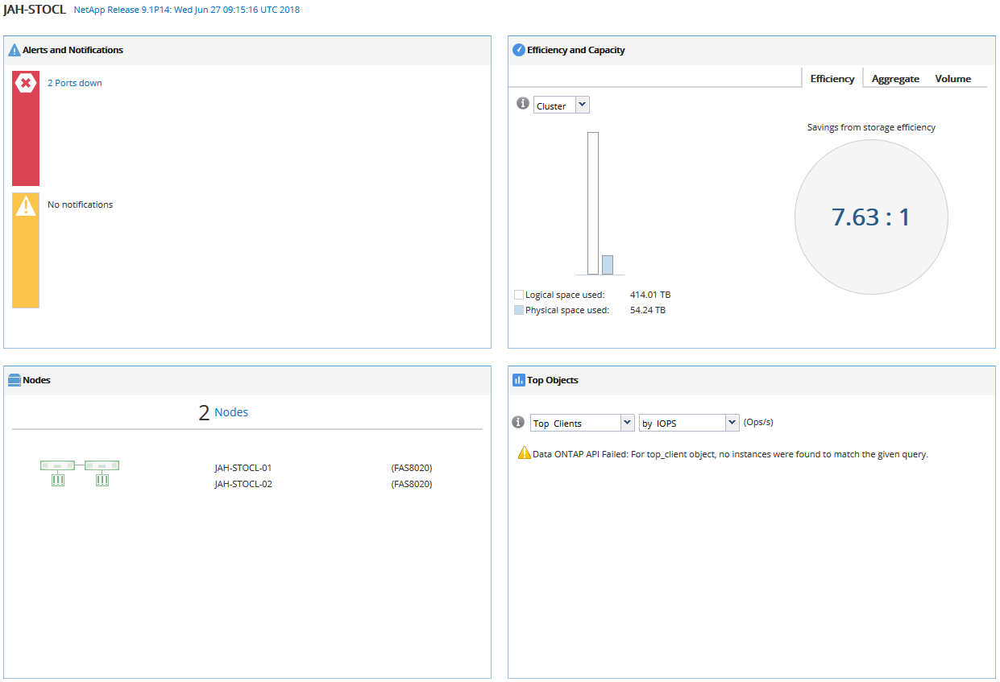 JAH-STOCL NetApp Release 9.1P14: Wed Jun 27 09:15:16 UTC 2018
Alerts and Notifications
2 Ports down
No notifications
Efficiency and Capacity
Efficiency Aggregate Volume
Cluster
Savings from storage efficiency
7.63 : 1
Logical space used: 414.01 TB
Physical space used: 54.24 TB
Nodes
2 Nodes
JAH-STOCL-01 (FAS8020)
JAH-STOCL-02 (FAS8020)
Top Objects
Top Clients by IOPS (Ops/s)
Data ONTAP API Failed: For top_client object, no instances were found to match the given query.